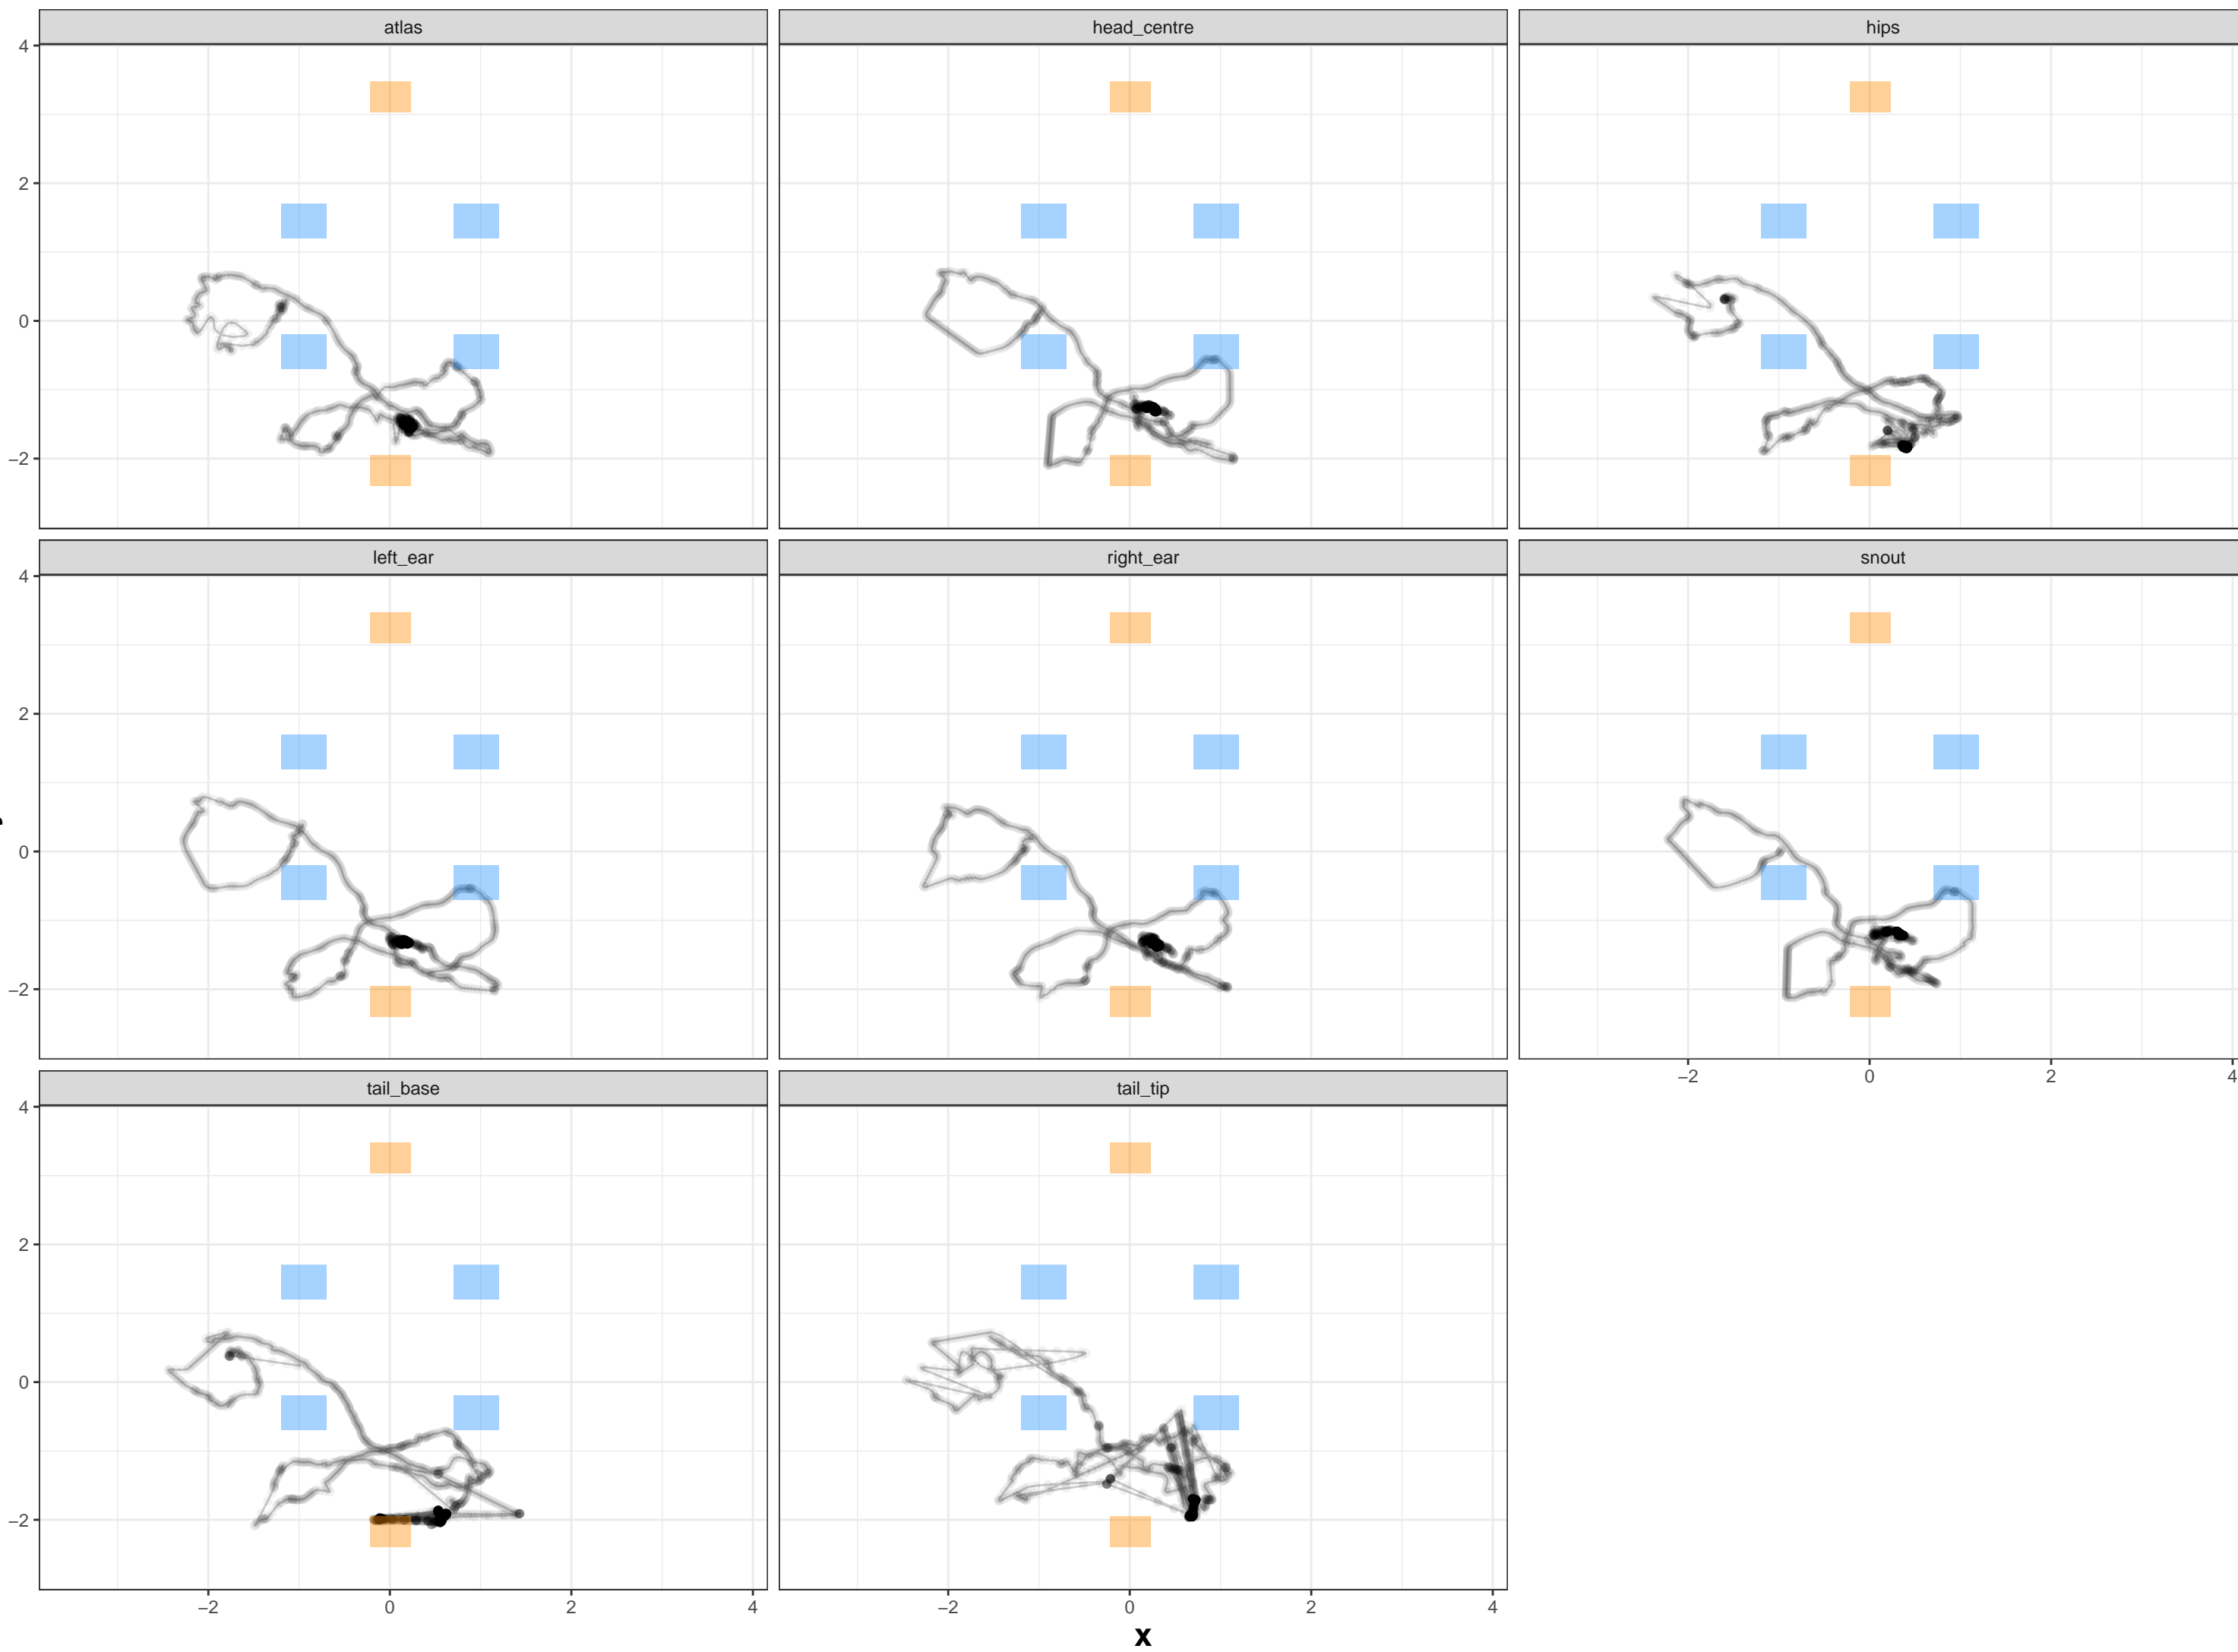 atlas head_centre hips
4
2
0
−2
left_ear right_ear snout
4
2
0
−2
−2 0 2 4
tail_base tail_tip
4
2
0
−2
−2 0 2 4 −2 0 2 4
x